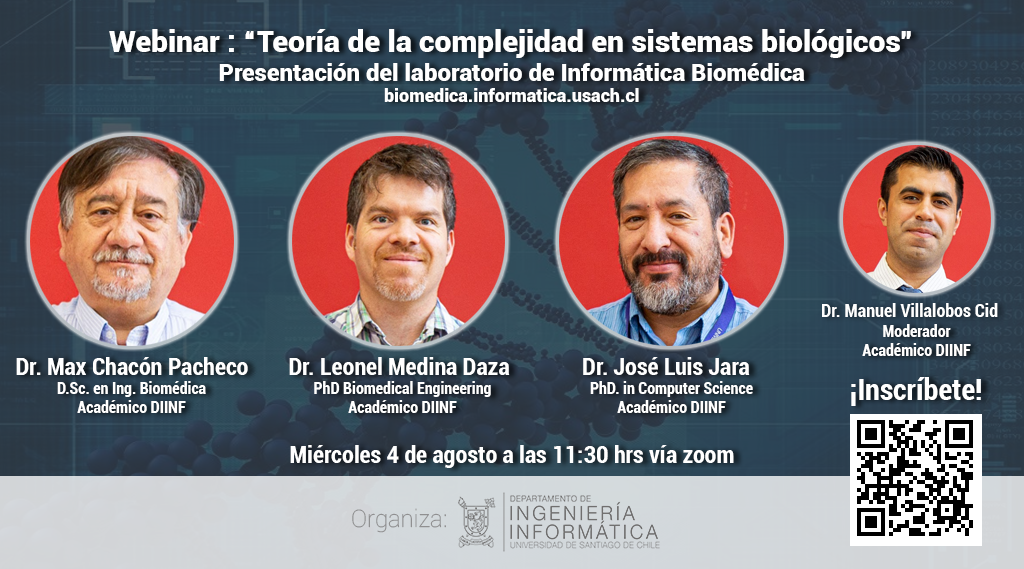 Webinar : “Teoría de la complejidad en sistemas biológicos"
Presentación del laboratorio de Informática Biomédica
biomedica.informatica.usach.cl
Dr. Max Chacón Pacheco
D.Sc. en Ing. Biomédica
Académico DIINF
Dr. Leonel Medina Daza
PhD Biomedical Engineering
Académico DIINF
Dr. José Luis Jara
PhD. in Computer Science
Académico DIINF
Dr. Manuel Villalobos Cid
Moderador
Académico DIINF
¡Inscríbete!
Miércoles 4 de agosto a las 11:30 hrs vía zoom
Organiza:
DEPARTAMENTO DE
INGENIERÍA
INFORMÁTICA
UNIVERSIDAD DE SANTIAGO DE CHILE